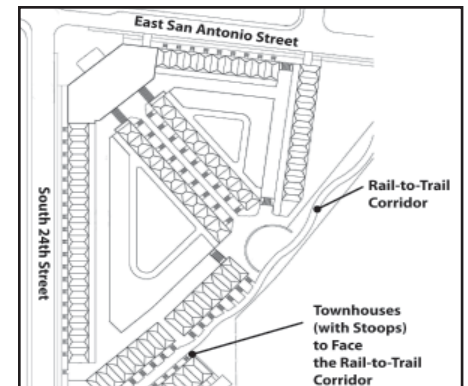 East San Antonio Street
South 24th Street
Rail-to-Trail
Corridor
Townhouses
(with Stoops)
to Face
the Rail-to-Trail
Corridor